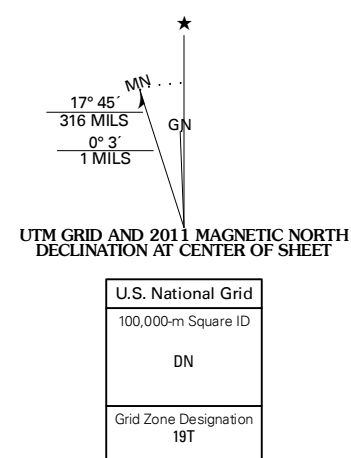 ★
MN
GN
17° 45´
316 MILS
0° 3´
1 MILS
UTM GRID AND 2011 MAGNETIC NORTH
DECLINATION AT CENTER OF SHEET
U.S. National Grid
100,000-m Square ID
DN
Grid Zone Designation
19T